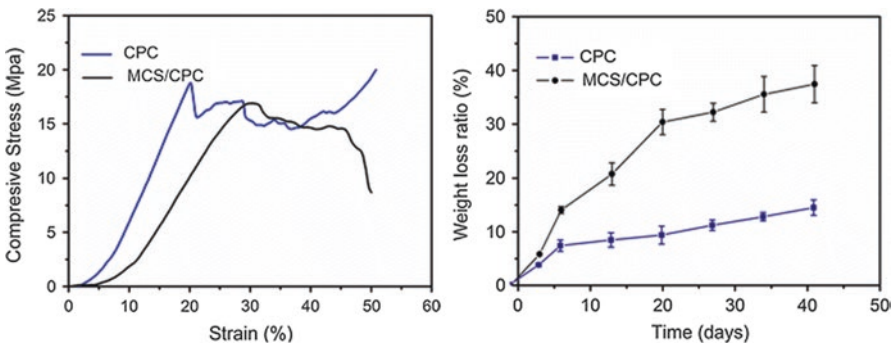 25
20
15
10
5
0
Compresive Stress (Mpa)
CPC
MCS/CPC
0 10 20 30 40 50 60
Strain (%)
50
40
30
20
10
0
Weight loss ratio (%)
CPC
MCS/CPC
0 10 20 30 40 50
Time (days)